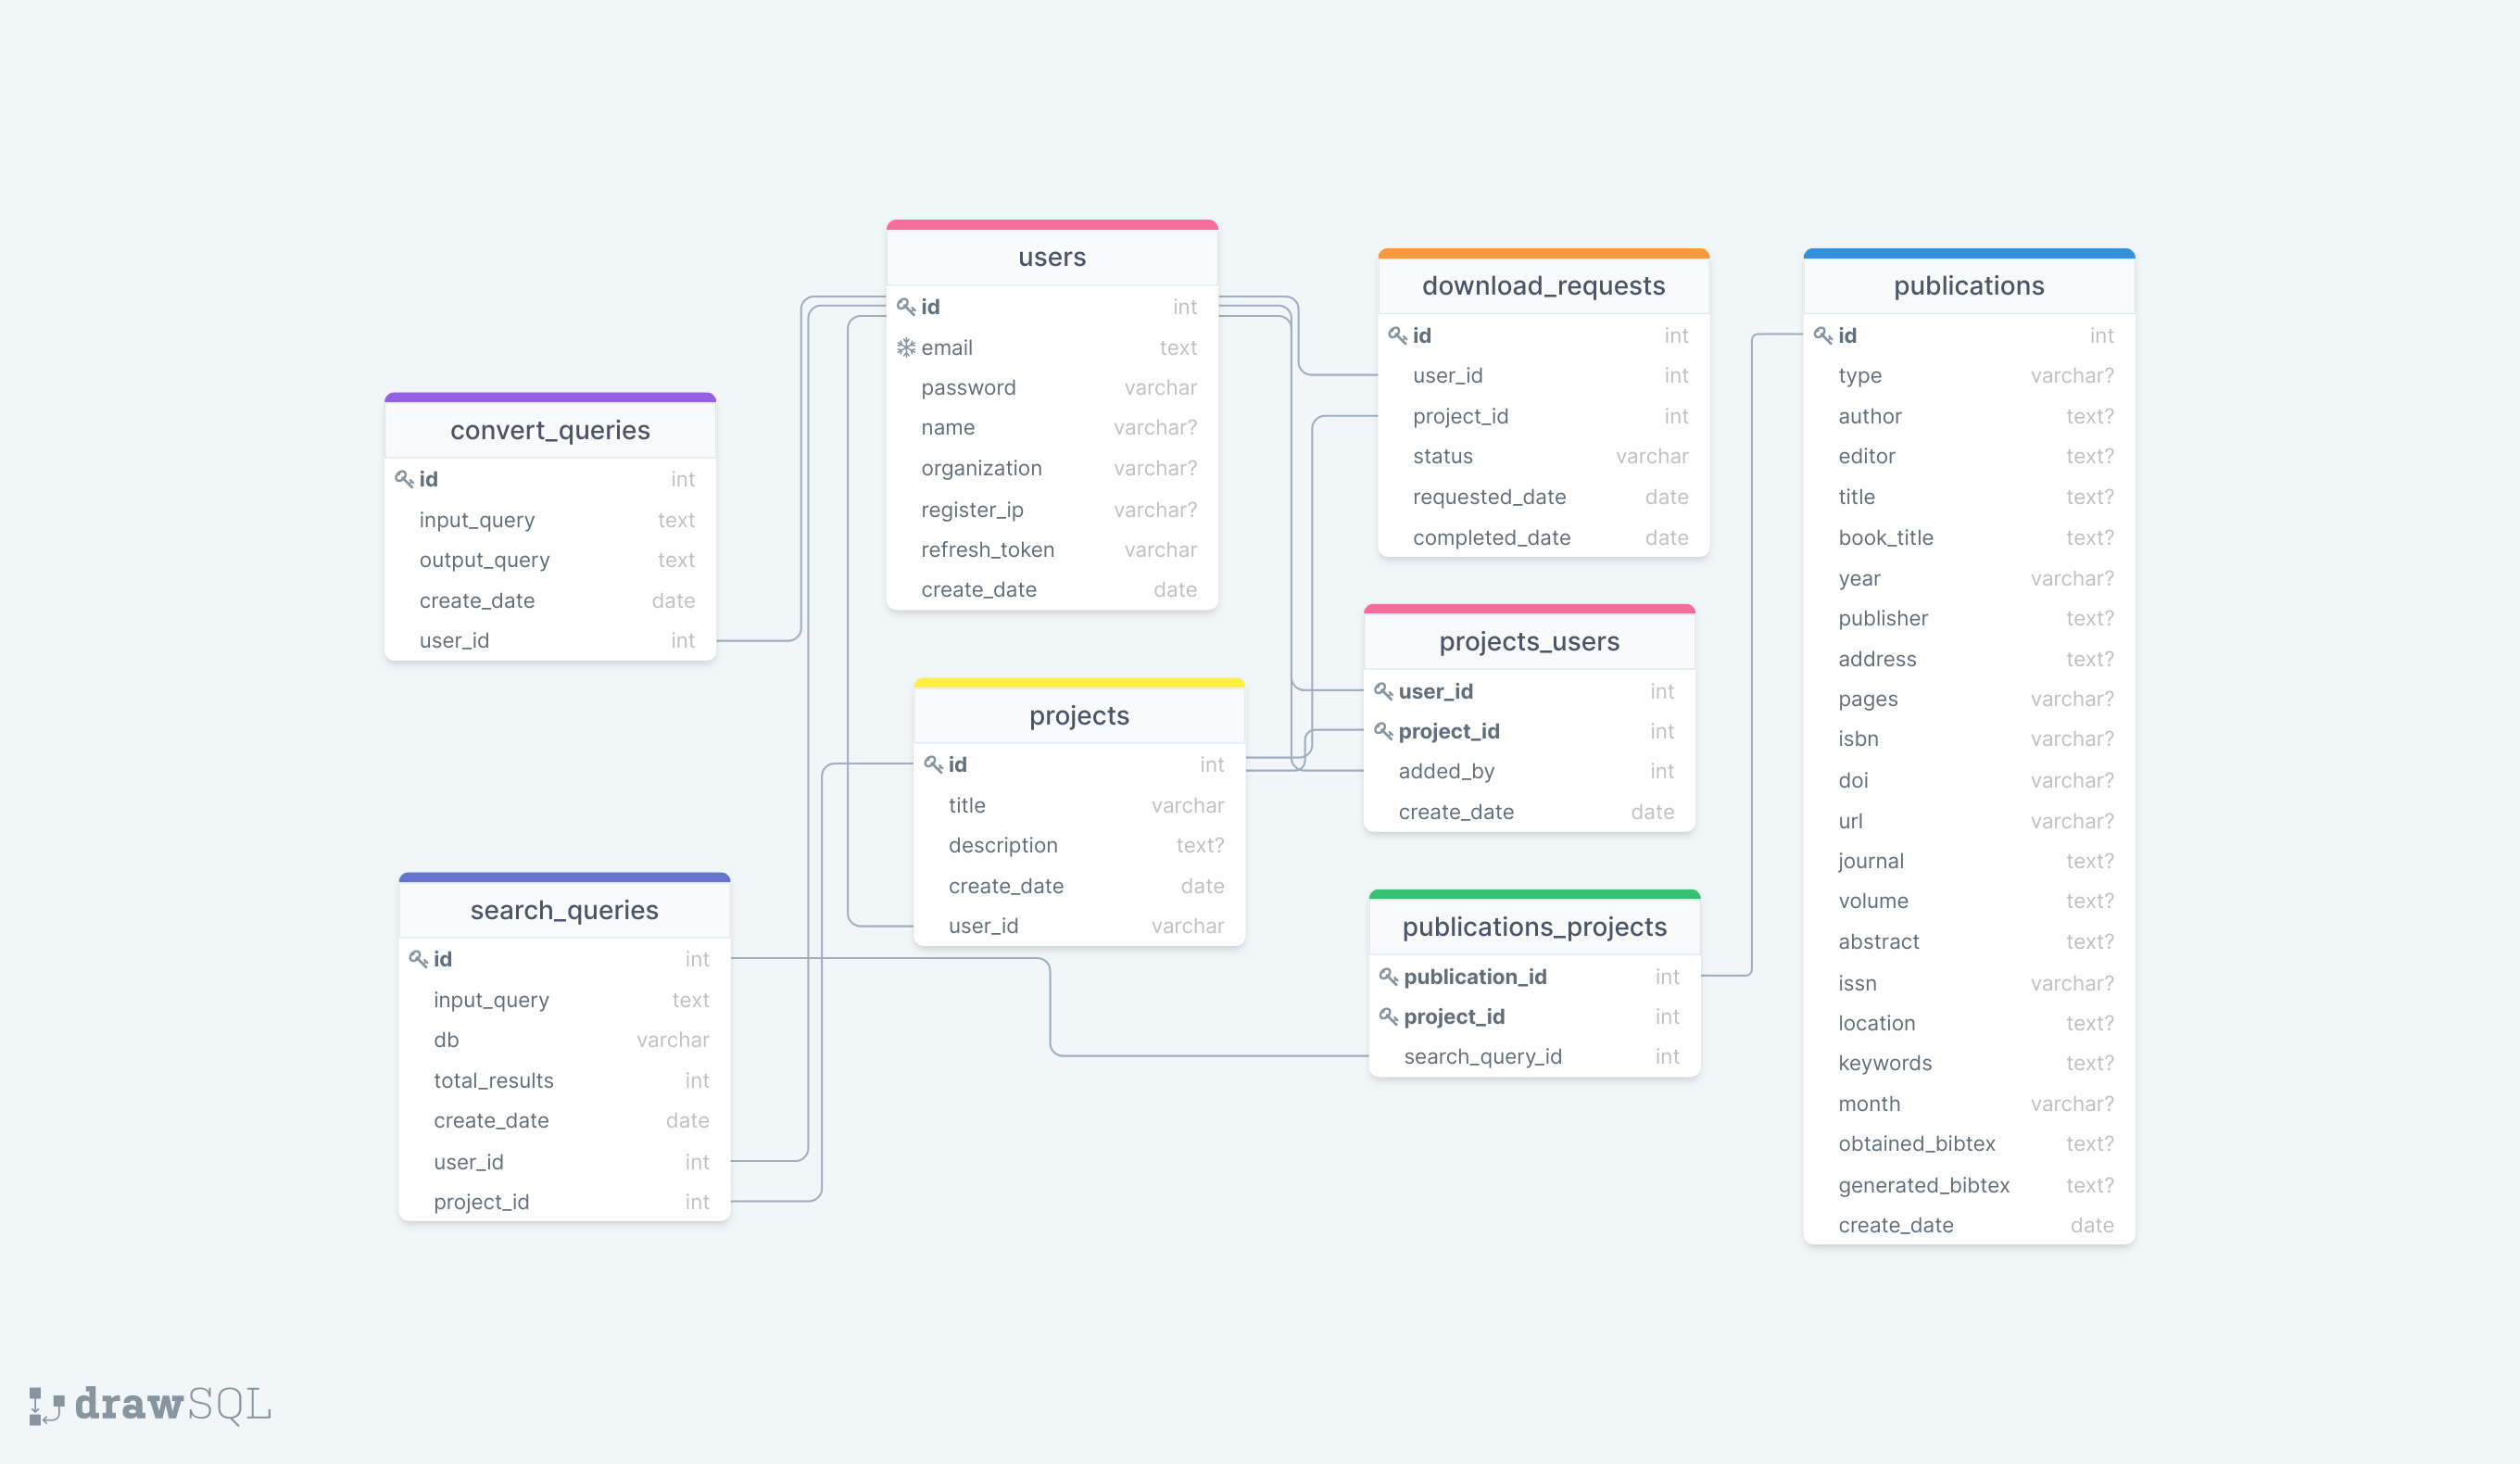 users
id int
email text
password varchar
name varchar?
organization varchar?
register_ip varchar?
refresh_token varchar
create_date date
download_requests
id int
user_id int
project_id int
status varchar
requested_date date
completed_date date
publications
id int
type varchar?
author text?
editor text?
title text?
book_title text?
year varchar?
publisher text?
address text?
pages varchar?
isbn varchar?
doi varchar?
url varchar?
journal text?
volume text?
abstract text?
issn varchar?
location text?
keywords text?
month varchar?
obtained_bibtex text?
generated_bibtex text?
create_date date
convert_queries
id int
input_query text
output_query text
create_date date
user_id int
projects_users
user_id int
project_id int
added_by int
create_date date
projects
id int
title varchar
description text?
create_date date
user_id varchar
search_queries
id int
input_query text
db varchar
total_results int
create_date date
user_id int
project_id int
publications_projects
publication_id int
project_id int
search_query_id int
drawSQL